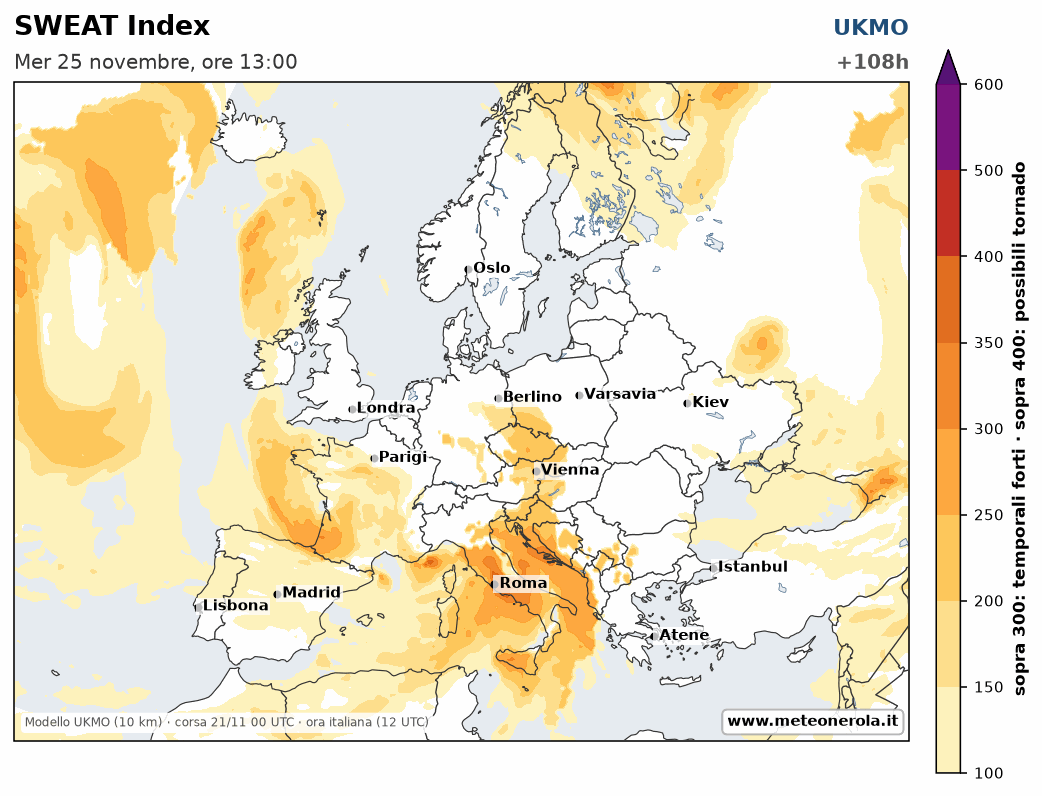 SWEAT Index
UKMO
Mer 25 novembre, ore 13:00
+108h
600
500
400
350
300
250
200
150
100
sopra 300: temporali forti · sopra 400: possibili tornado
Oslo
Londra
Berlino
Varsavia
Kiev
Parigi
Vienna
Istanbul
Roma
Madrid
Lisbona
Atene
Modello UKMO (10 km) · corsa 21/11 00 UTC · ora italiana (12 UTC)
www.meteonerola.it